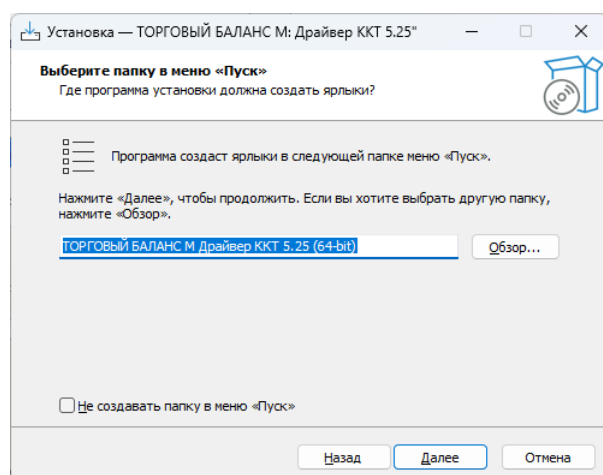 Установка — ТОРГОВЫЙ БАЛАНС М: Драйвер ККТ 5.25"
Выберите папку в меню «Пуск»
Где программа установки должна создать ярлыки?
Программа создаст ярлыки в следующей папке меню «Пуск».
Нажмите «Далее», чтобы продолжить. Если вы хотите выбрать другую папку,
нажмите «Обзор».
ТОРГОВЫЙ БАЛАНС М Драйвер ККТ 5.25 (64-bit)
Обзор...
Не создавать папку в меню «Пуск»
Назад
Далее
Отмена